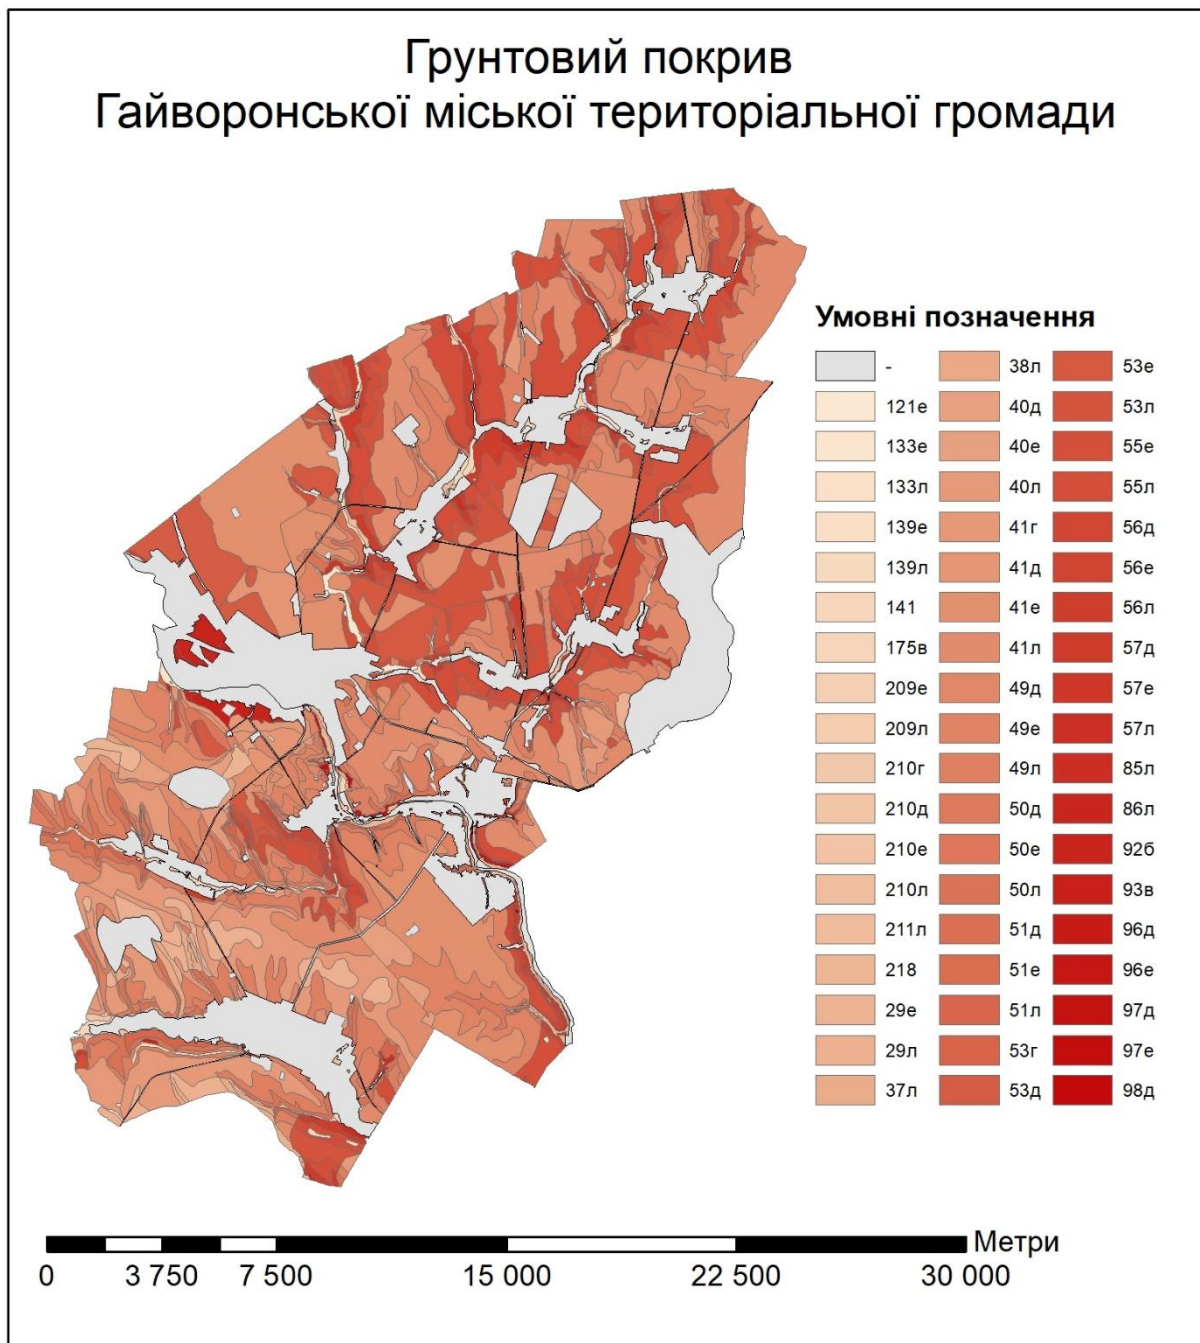 Грунтовий покрив
Гайворонської міської територіальної громади
Умовні позначення
-
121е
133е
133л
139е
139л
141
175в
209е
209л
210г
210д
210е
210л
211л
218
29е
29л
37л
38л
40д
40е
40л
41г
41д
41е
41л
49д
49е
49л
50д
50е
50л
51д
51е
51л
53г
53д
53е
53л
55е
55л
56д
56е
56л
57д
57е
57л
85л
86л
92б
93в
96д
96е
97д
97е
98д
Метри
0 3 750 7 500 15 000 22 500 30 000